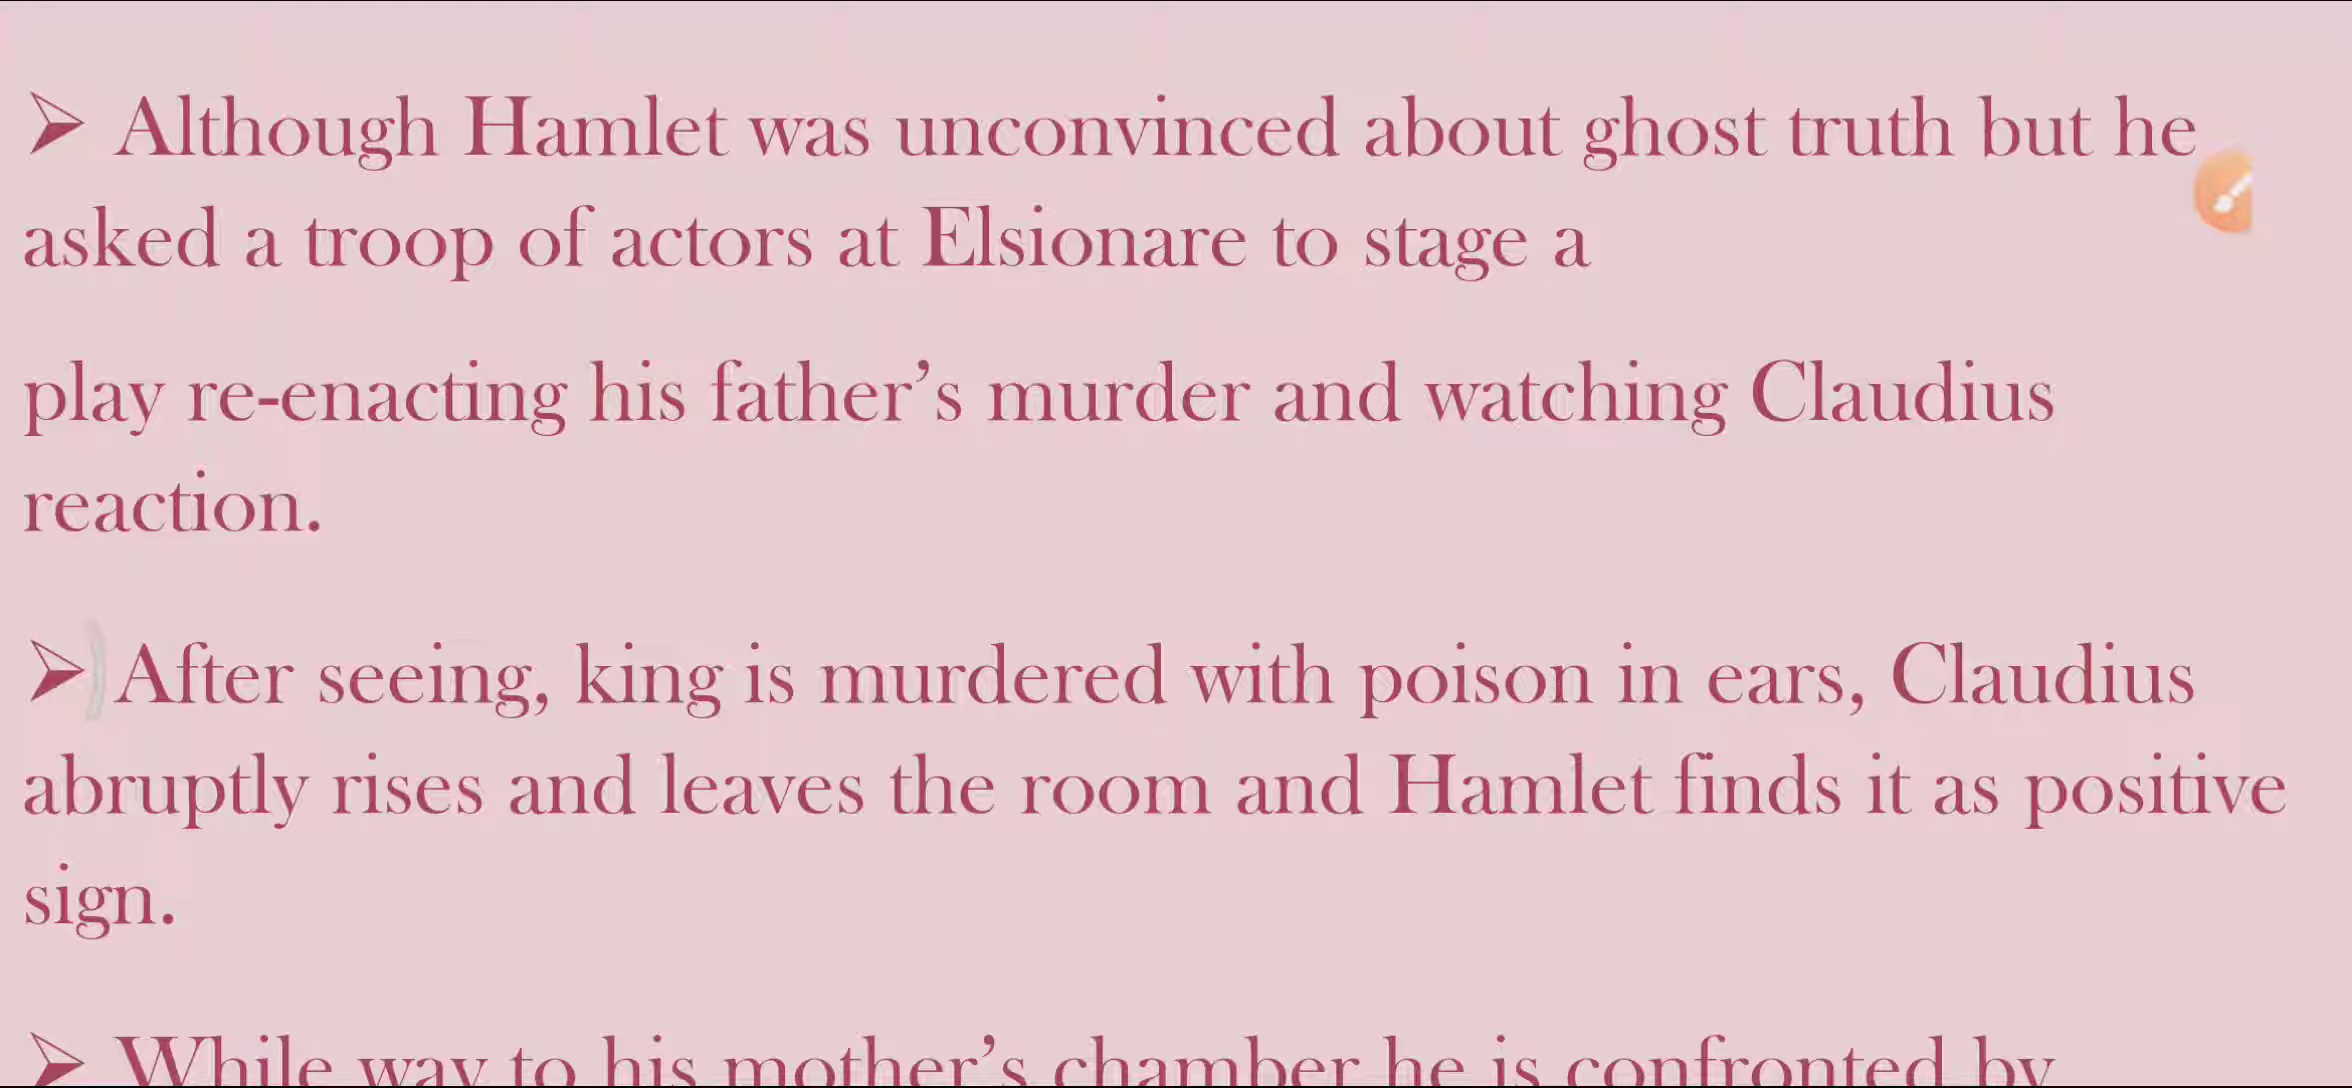 ➤ Although Hamlet was unconvinced about ghost truth but he
asked a troop of actors at Elsionare to stage a
play re-enacting his father’s murder and watching Claudius
reaction.
➤ After seeing, king is murdered with poison in ears, Claudius
abruptly rises and leaves the room and Hamlet finds it as positive
sign.
➤ While way to his mother’s chamber he is confronted by